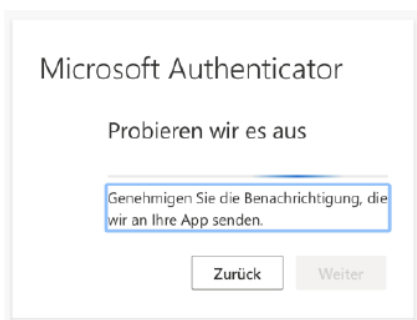 Microsoft Authenticator
Probieren wir es aus
Genehmigen Sie die Benachrichtigung, die
wir an Ihre App senden.
Zurück Weiter